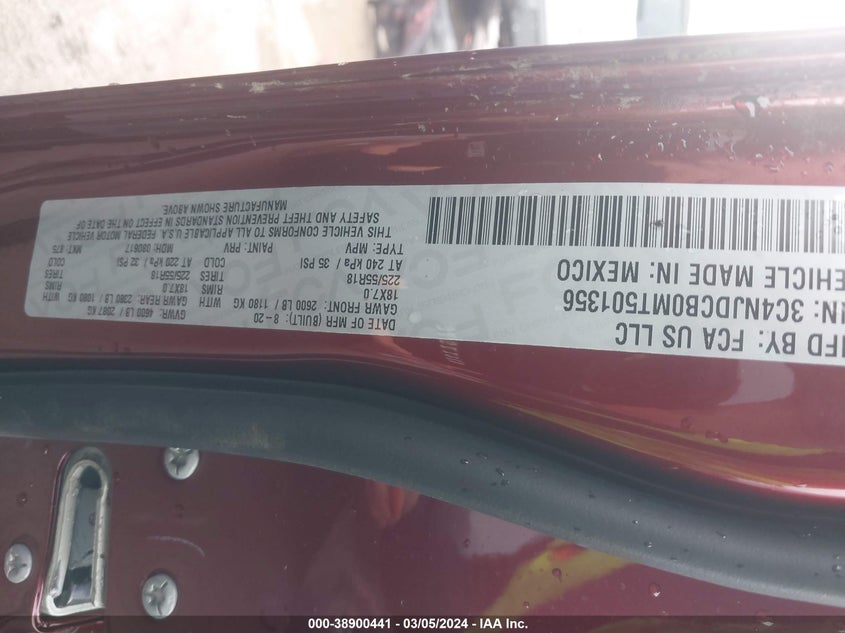 MFD BY: FCA US LLC
VIN: 3C4NJDCB0MT501356
VEHICLE MADE IN: MEXICO
DATE OF MFR (BUILT): 8-20
GVWR: 4600 LB / 2087 KG
GAWR FRONT: 2600 LB / 1180 KG WITH
GAWR REAR: 2380 LB / 1080 KG WITH
18X7.0 RIMS
18X7.0 RIMS
225/55R18 TIRES
225/55R18 TIRES
AT 240 kPa / 35 PSI COLD
AT 220 kPa / 32 PSI COLD
TYPE: MPV PAINT: PRV MDH: 080617 MKT: 675
THIS VEHICLE CONFORMS TO ALL APPLICABLE U.S.A. FEDERAL MOTOR VEHICLE
SAFETY AND THEFT PREVENTION STANDARDS IN EFFECT ON THE DATE OF
MANUFACTURE SHOWN ABOVE.
000-38900441 - 03/05/2024 - IAA Inc.